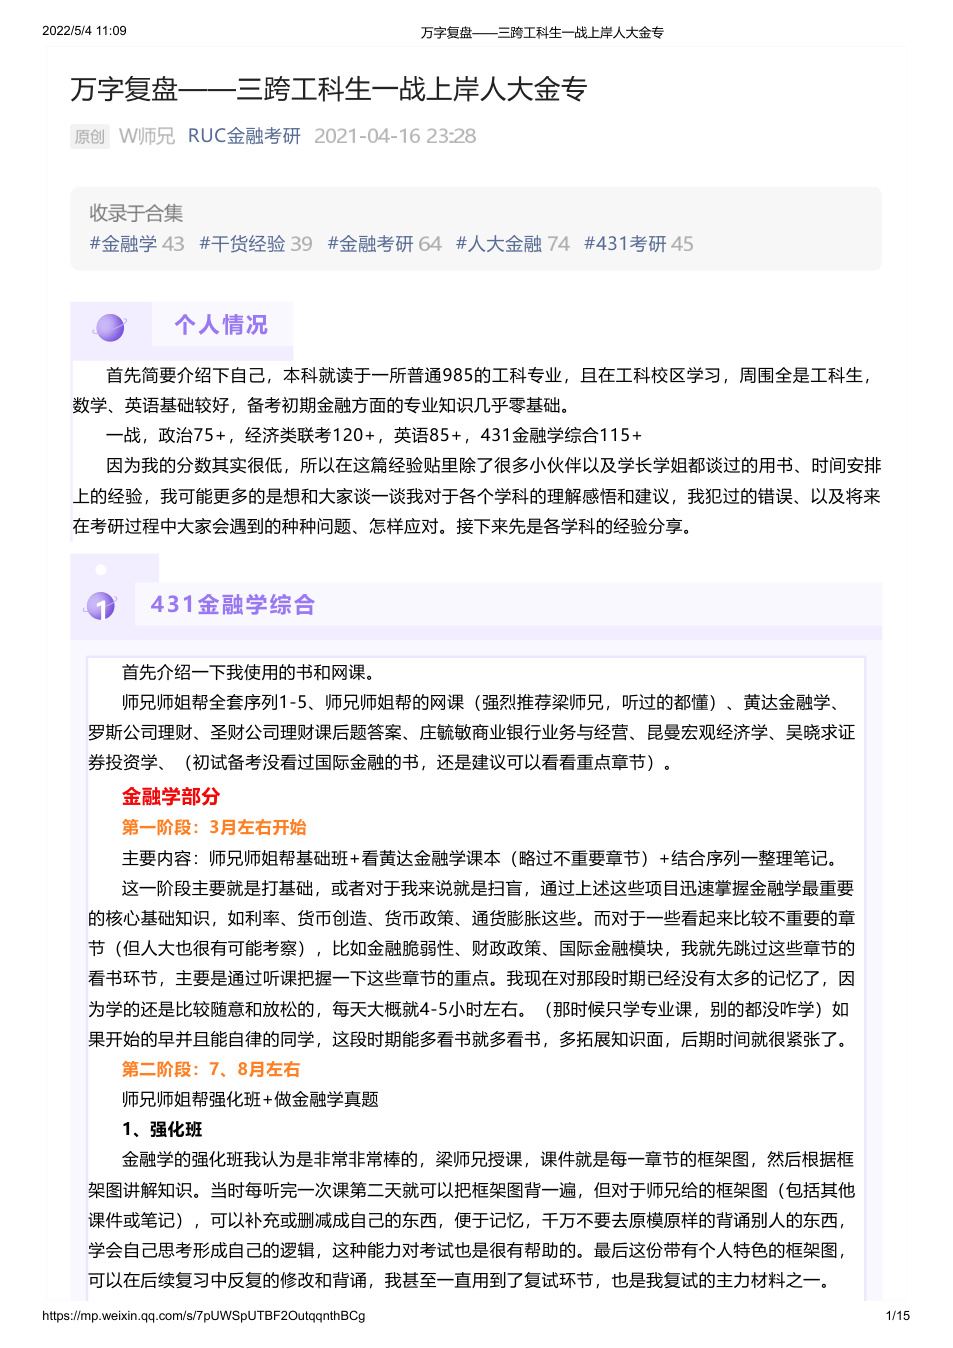 2022/5/4 11:09
万字复盘——三跨工科生一战上岸人大金专
万字复盘——三跨工科生一战上岸人大金专
原创 W师兄 RUC金融考研 2021-04-16 23:28
收录于合集
#金融学 43 #干货经验 39 #金融考研 64 #人大金融 74 #431考研 45
个人情况
首先简要介绍下自己，本科就读于一所普通985的工科专业，且在工科校区学习，周围全是工科生，
数学、英语基础较好，备考初期金融方面的专业知识几乎零基础。
一战，政治75+，经济类联考120+，英语85+，431金融学综合115+
因为我的分数其实很低，所以在这篇经验贴里除了很多小伙伴以及学长学姐都谈过的用书、时间安排
上的经验，我可能更多的是想和大家谈一谈我对于各个学科的理解感悟和建议，我犯过的错误、以及将来
在考研过程中大家会遇到的种种问题、怎样应对。接下来先是各学科的经验分享。
1 431金融学综合
首先介绍一下我使用的书和网课。
师兄师姐帮全套序列1-5、师兄师姐帮的网课（强烈推荐梁师兄，听过的都懂）、黄达金融学、
罗斯公司理财、圣财公司理财课后题答案、庄毓敏商业银行业务与经营、昆曼宏观经济学、吴晓求证
券投资学、（初试备考没看过国际金融的书，还是建议可以看看重点章节）。
金融学部分
第一阶段：3月左右开始
主要内容：师兄师姐帮基础班+看黄达金融学课本（略过不重要章节）+结合序列一整理笔记。
这一阶段主要就是打基础，或者对于我来说就是扫盲，通过上述这些项目迅速掌握金融学最重要
的核心基础知识，如利率、货币创造、货币政策、通货膨胀这些。而对于一些看起来比较不重要的章
节（但人大也很有可能考察），比如金融脆弱性、财政政策、国际金融模块，我就先跳过这些章节的
看书环节，主要是通过听课把握一下这些章节的重点。我现在对那段时期已经没有太多的记忆了，因
为学的还是比较随意和放松的，每天大概就4-5小时左右。（那时候只学专业课，别的都没咋学）如
果开始的早并且能自律的同学，这段时期能多看书就多看书，多拓展知识面，后期时间就很紧张了。
第二阶段：7、8月左右
师兄师姐帮强化班+做金融学真题
1、强化班
金融学的强化班我认为是非常非常棒的，梁师兄授课，课件就是每一章节的框架图，然后根据框
架图讲解知识。当时每听完一次课第二天就可以把框架图背一遍，但对于师兄给的框架图（包括其他
课件或笔记），可以补充或删减成自己的东西，便于记忆，千万不要去原模原样的背诵别人的东西，
学会自己思考形成自己的逻辑，这种能力对考试也是很有帮助的。最后这份带有个人特色的框架图，
可以在后续复习中反复的修改和背诵，我甚至一直用到了复试环节，也是我复试的主力材料之一。
https://mp.weixin.qq.com/s/7pUWSpUTBF2OutqqnthBCg
1/15